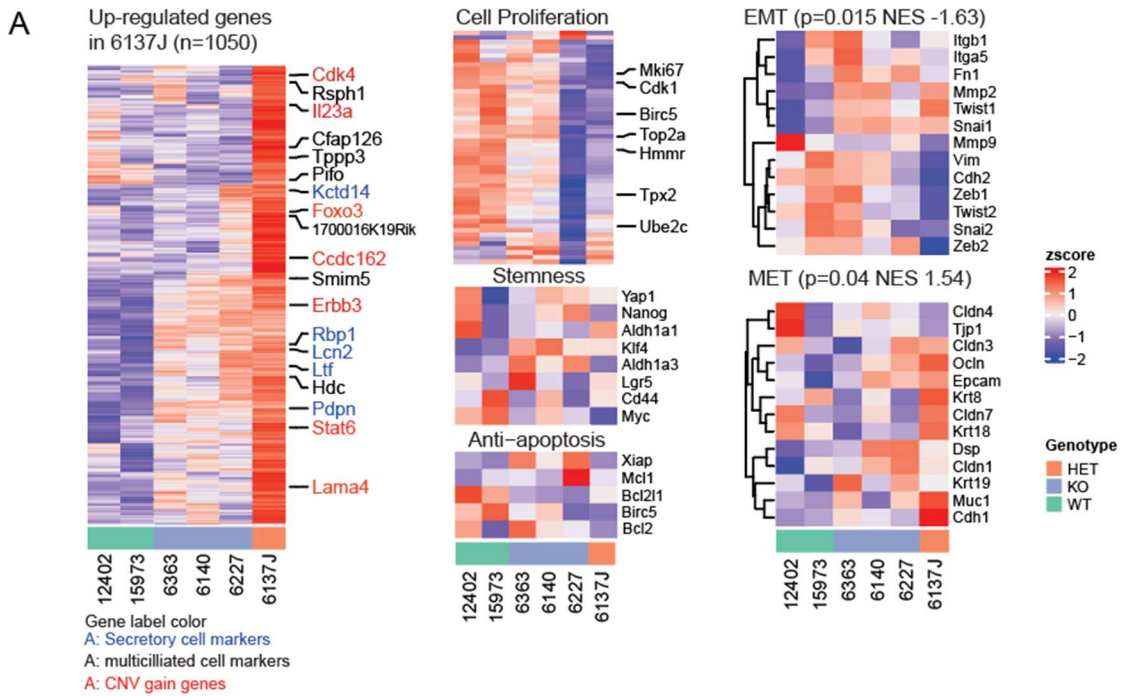 A
Up-regulated genes
in 6137J (n=1050)
Cdk4
Rsph1
Il23a
Cfap126
Tppp3
Pifo
Kctd14
Foxo3
1700016K19Rik
Ccdc162
Smim5
Erbb3
Rbp1
Lcn2
Ltf
Hdc
Pdpn
Stat6
Lama4
12402
15973
6363
6140
6227
6137J
Gene label color
A: Secretory cell markers
A: multicilliated cell markers
A: CNV gain genes
Cell Proliferation
Mki67
Cdk1
Birc5
Top2a
Hmmr
Tpx2
Ube2c
Stemness
Yap1
Nanog
Aldh1a1
Klf4
Aldh1a3
Lgr5
Cd44
Myc
Anti-apoptosis
Xiap
Mcl1
Bcl2l1
Birc5
Bcl2
12402
15973
6363
6140
6227
6137J
EMT (p=0.015 NES -1.63)
Itgb1
Itga5
Fn1
Mmp2
Twist1
Snai1
Mmp9
Vim
Cdh2
Zeb1
Twist2
Snai2
Zeb2
MET (p=0.04 NES 1.54)
Cldn4
Tjp1
Cldn3
Ocln
Epcam
Krt8
Cldn7
Krt18
Dsp
Cldn1
Krt19
Muc1
Cdh1
12402
15973
6363
6140
6227
6137J
zscore
2
1
0
−1
−2
Genotype
HET
KO
WT